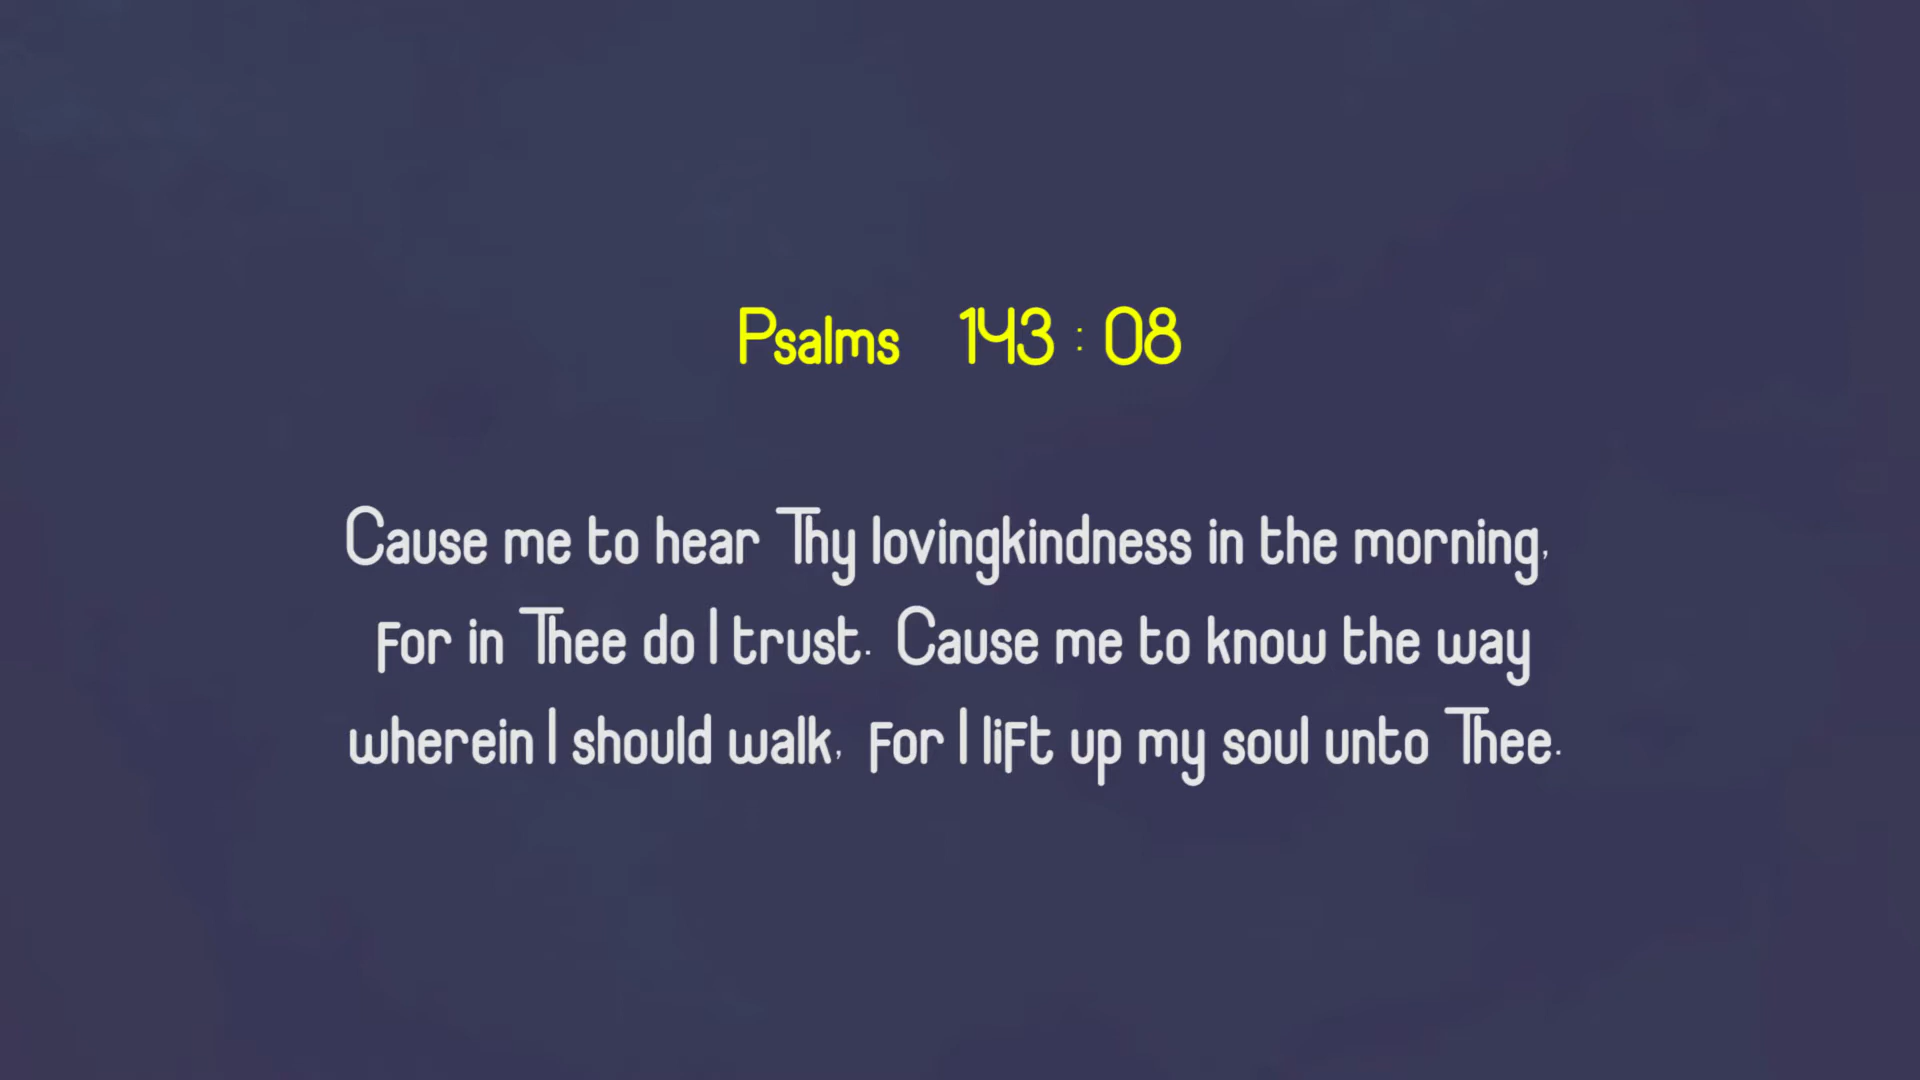 Psalms 143 : 08
Cause me to hear Thy lovingkindness in the morning,
for in Thee do I trust. Cause me to know the way
wherein I should walk, for I lift up my soul unto Thee.